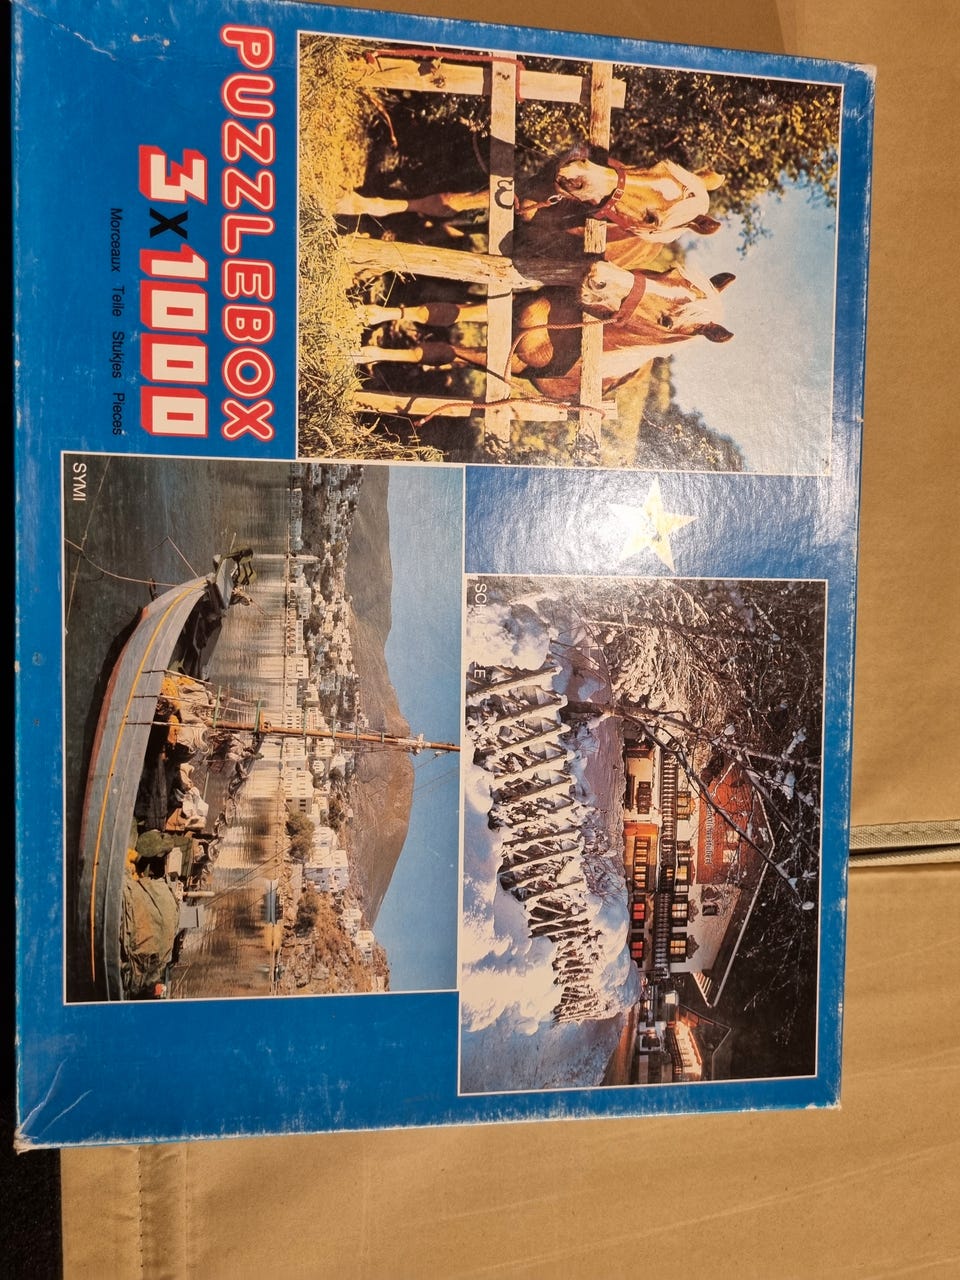 PUZZLEBOX
3X1000
Morceaux Teile Stukjes Pieces
SYMI